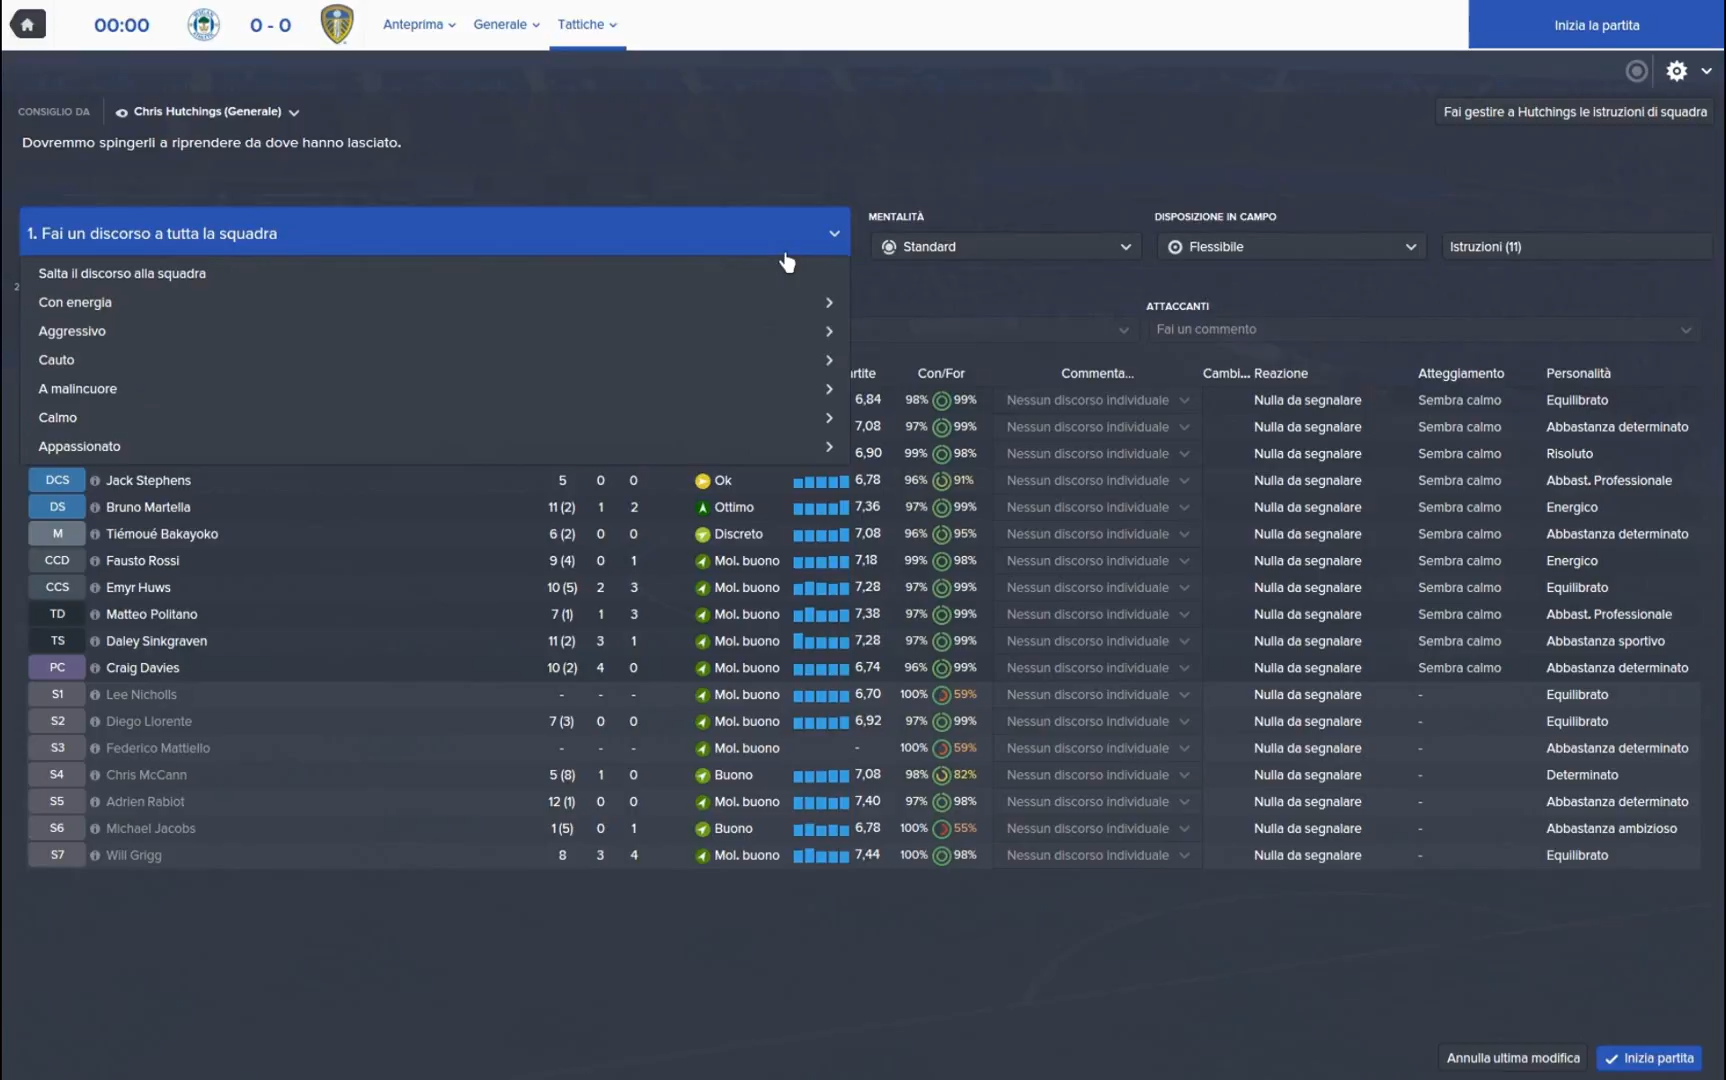 00:00 0 - 0 Anteprima Generale Tattiche Inizia la partita
CONSIGLIO DA Chris Hutchings (Generale) Fai gestire a Hutchings le istruzioni di squadra
Dovremmo spingerli a riprendere da dove hanno lasciato.
MENTALITÀ DISPOSIZIONE IN CAMPO
1. Fai un discorso a tutta la squadra Standard Flessibile Istruzioni (11)
Salta il discorso alla squadra
2
Con energia
ATTACCANTI
Aggressivo Fai un commento
Cauto
rtite Con/For Commenta... Cambi... Reazione Atteggiamento Personalità
A malincuore
6,84 98% 99% Nessun discorso individuale Nulla da segnalare Sembra calmo Equilibrato
Calmo
7,08 97% 99% Nessun discorso individuale Nulla da segnalare Sembra calmo Abbastanza determinato
Appassionato
6,90 99% 98% Nessun discorso individuale Nulla da segnalare Sembra calmo Risoluto
DCS Jack Stephens 5 0 0 Ok 6,78 96% 91% Nessun discorso individuale Nulla da segnalare Sembra calmo Abbast. Professionale
DS Bruno Martella 11 (2) 1 2 Ottimo 7,36 97% 99% Nessun discorso individuale Nulla da segnalare Sembra calmo Energico
M Tiémoué Bakayoko 6 (2) 0 0 Discreto 7,08 96% 95% Nessun discorso individuale Nulla da segnalare Sembra calmo Abbastanza determinato
CCD Fausto Rossi 9 (4) 0 1 Mol. buono 7,18 99% 98% Nessun discorso individuale Nulla da segnalare Sembra calmo Energico
CCS Emyr Huws 10 (5) 2 3 Mol. buono 7,28 97% 99% Nessun discorso individuale Nulla da segnalare Sembra calmo Equilibrato
TD Matteo Politano 7 (1) 1 3 Mol. buono 7,38 97% 99% Nessun discorso individuale Nulla da segnalare Sembra calmo Abbast. Professionale
TS Daley Sinkgraven 11 (2) 3 1 Mol. buono 7,28 97% 99% Nessun discorso individuale Nulla da segnalare Sembra calmo Abbastanza sportivo
PC Craig Davies 10 (2) 4 0 Mol. buono 6,74 96% 99% Nessun discorso individuale Nulla da segnalare Sembra calmo Abbastanza determinato
S1 Lee Nicholls - - - Mol. buono 6,70 100% 59% Nessun discorso individuale Nulla da segnalare - Equilibrato
S2 Diego Llorente 7 (3) 0 0 Mol. buono 6,92 97% 99% Nessun discorso individuale Nulla da segnalare - Equilibrato
S3 Federico Mattiello - - - Mol. buono - 100% 59% Nessun discorso individuale Nulla da segnalare - Abbastanza determinato
S4 Chris McCann 5 (8) 1 0 Buono 7,08 98% 82% Nessun discorso individuale Nulla da segnalare - Determinato
S5 Adrien Rabiot 12 (1) 0 0 Mol. buono 7,40 97% 98% Nessun discorso individuale Nulla da segnalare - Abbastanza determinato
S6 Michael Jacobs 1 (5) 0 1 Buono 6,78 100% 55% Nessun discorso individuale Nulla da segnalare - Abbastanza ambizioso
S7 Will Grigg 8 3 4 Mol. buono 7,44 100% 98% Nessun discorso individuale Nulla da segnalare - Equilibrato
Annulla ultima modifica Inizia partita